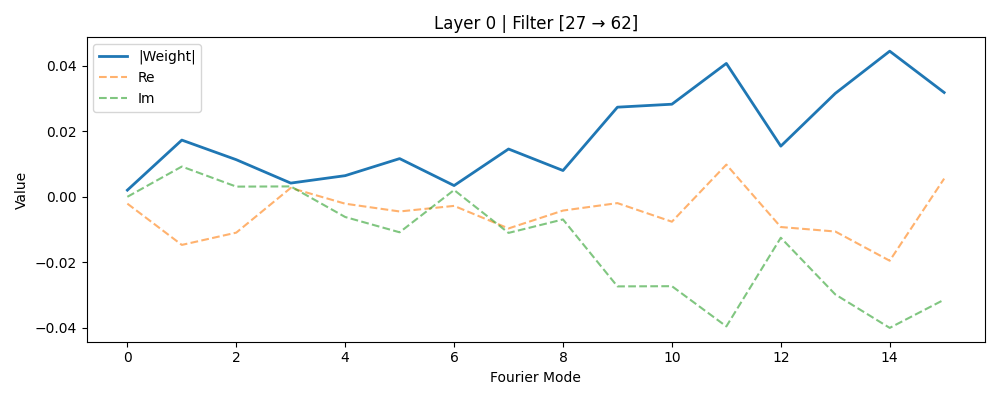 Layer 0 | Filter [27 → 62]
|Weight|
Re
Im
0.04
0.02
0.00
−0.02
−0.04
Value
0 2 4 6 8 10 12 14
Fourier Mode